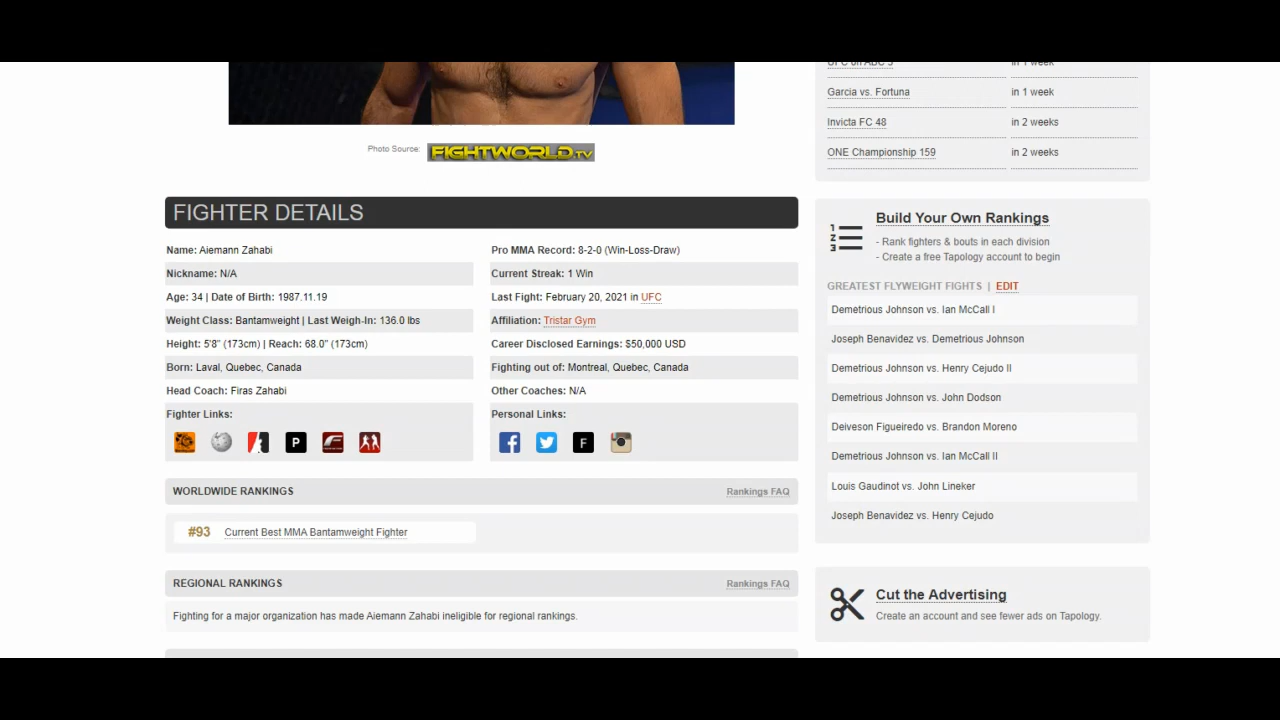 UFC on ABC 3
in 1 week
Garcia vs. Fortuna
in 1 week
Invicta FC 48
in 2 weeks
ONE Championship 159
in 2 weeks
Photo Source:
FIGHTWORLD.TV
FIGHTER DETAILS
Name: Aiemann Zahabi
Pro MMA Record: 8-2-0 (Win-Loss-Draw)
Nickname: N/A
Current Streak: 1 Win
Age: 34 | Date of Birth: 1987.11.19
Last Fight: February 20, 2021 in UFC
Weight Class: Bantamweight | Last Weigh-In: 136.0 lbs
Affiliation: Tristar Gym
Height: 5'8" (173cm) | Reach: 68.0" (173cm)
Career Disclosed Earnings: $50,000 USD
Born: Laval, Quebec, Canada
Fighting out of: Montreal, Quebec, Canada
Head Coach: Firas Zahabi
Other Coaches: N/A
Fighter Links:
Personal Links:
P
F
WORLDWIDE RANKINGS
Rankings FAQ
#93 Current Best MMA Bantamweight Fighter
REGIONAL RANKINGS
Rankings FAQ
Fighting for a major organization has made Aiemann Zahabi ineligible for regional rankings.
Build Your Own Rankings
- Rank fighters & bouts in each division
- Create a free Tapology account to begin
GREATEST FLYWEIGHT FIGHTS | EDIT
Demetrious Johnson vs. Ian McCall I
Joseph Benavidez vs. Demetrious Johnson
Demetrious Johnson vs. Henry Cejudo II
Demetrious Johnson vs. John Dodson
Deiveson Figueiredo vs. Brandon Moreno
Demetrious Johnson vs. Ian McCall II
Louis Gaudinot vs. John Lineker
Joseph Benavidez vs. Henry Cejudo
Cut the Advertising
Create an account and see fewer ads on Tapology.